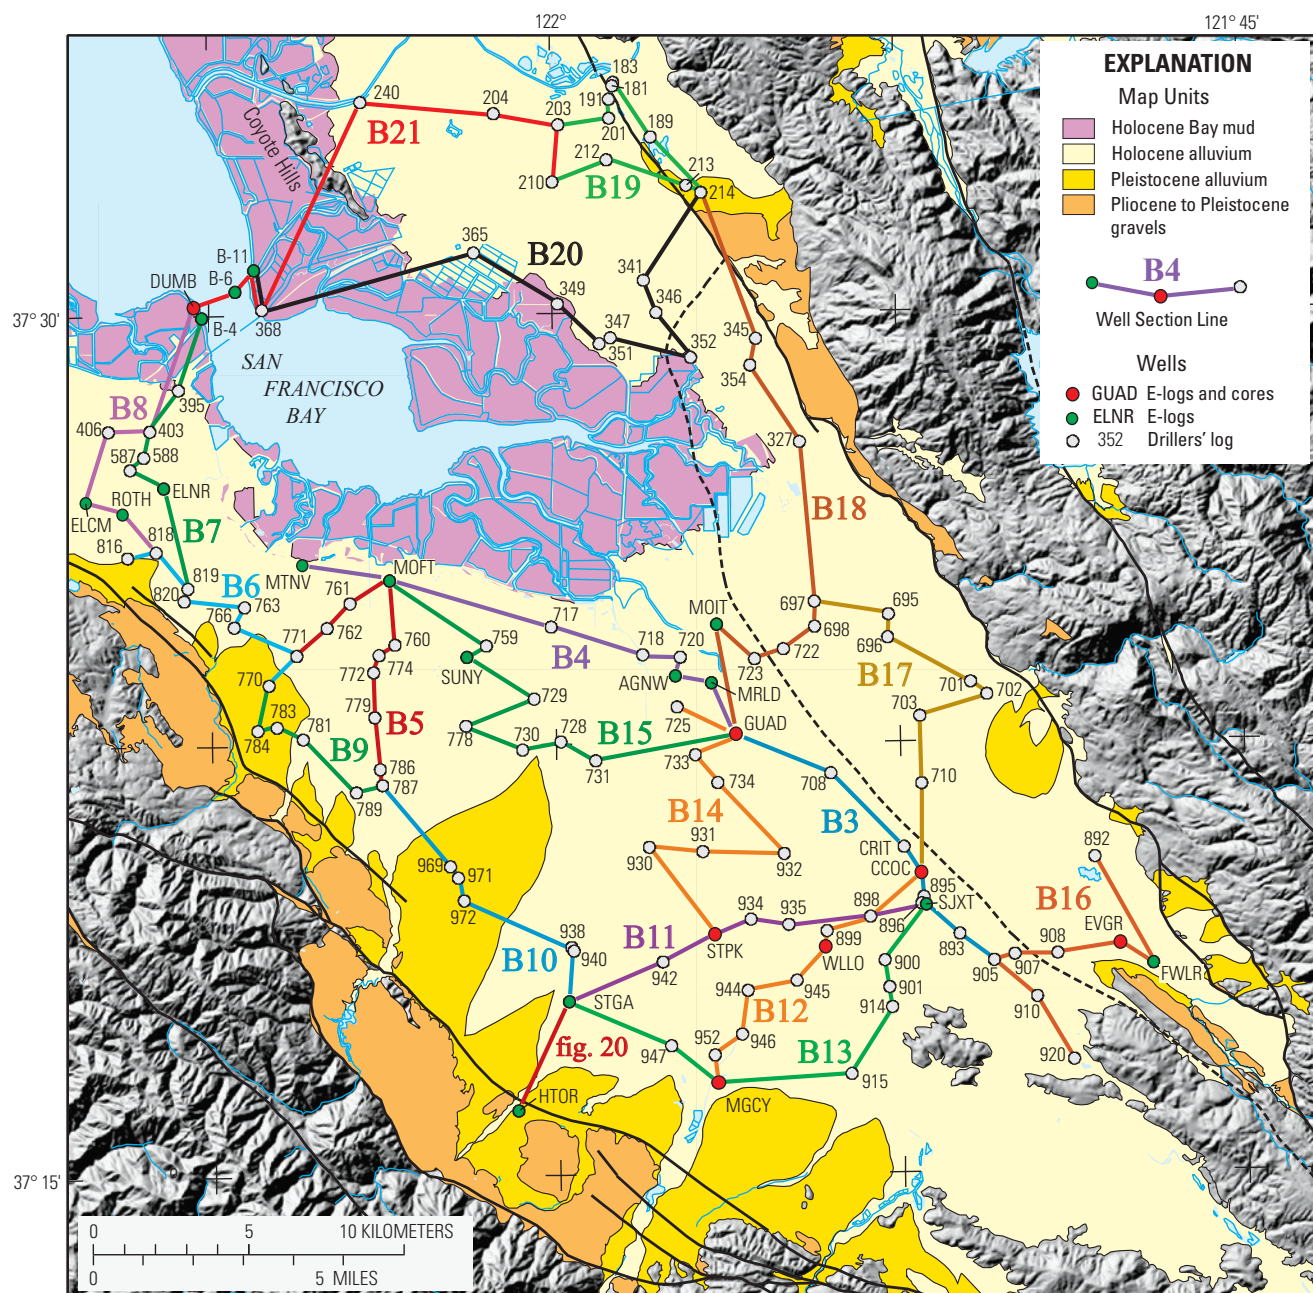 122°
121° 45'
EXPLANATION
Map Units
Holocene Bay mud
Holocene alluvium
Pleistocene alluvium
Pliocene to Pleistocene
gravels
B4
Well Section Line
Wells
GUAD E-logs and cores
ELNR E-logs
352 Drillers' log
183
181
191
201
189
240
204
203
B21
Coyote Hills
212
213
210
B19
214
365
B20
B-11
B-6
DUMB
B-4
368
341
346
349
347
351
352
345
354
37° 30'
SAN
FRANCISCO
BAY
395
B8
406
403
588
587
ELNR
ROTH
ELCM
B7
327
B18
818
816
819
820
B6
763
766
MTNV
MOFT
761
762
760
771
774
772
770
759
SUNY
717
718
720
B4
MOIT
697
698
695
696
722
723
B17
701
702
703
AGNW
MRLD
725
GUAD
729
779
B5
783
784
781
B9
778
730
728
B15
731
733
734
786
787
789
708
710
B14
B3
931
930
932
CRIT
CCOC
892
969
971
972
895
SJXT
896
B16
EVGR
934
935
898
938
940
B10
B11
STPK
899
WLLO
893
908
905
907
FWLR
942
900
901
914
910
STGA
944
945
B12
946
fig. 20
947
952
B13
915
920
HTOR
MGCY
37° 15'
0 5 10 KILOMETERS
0 5 MILES